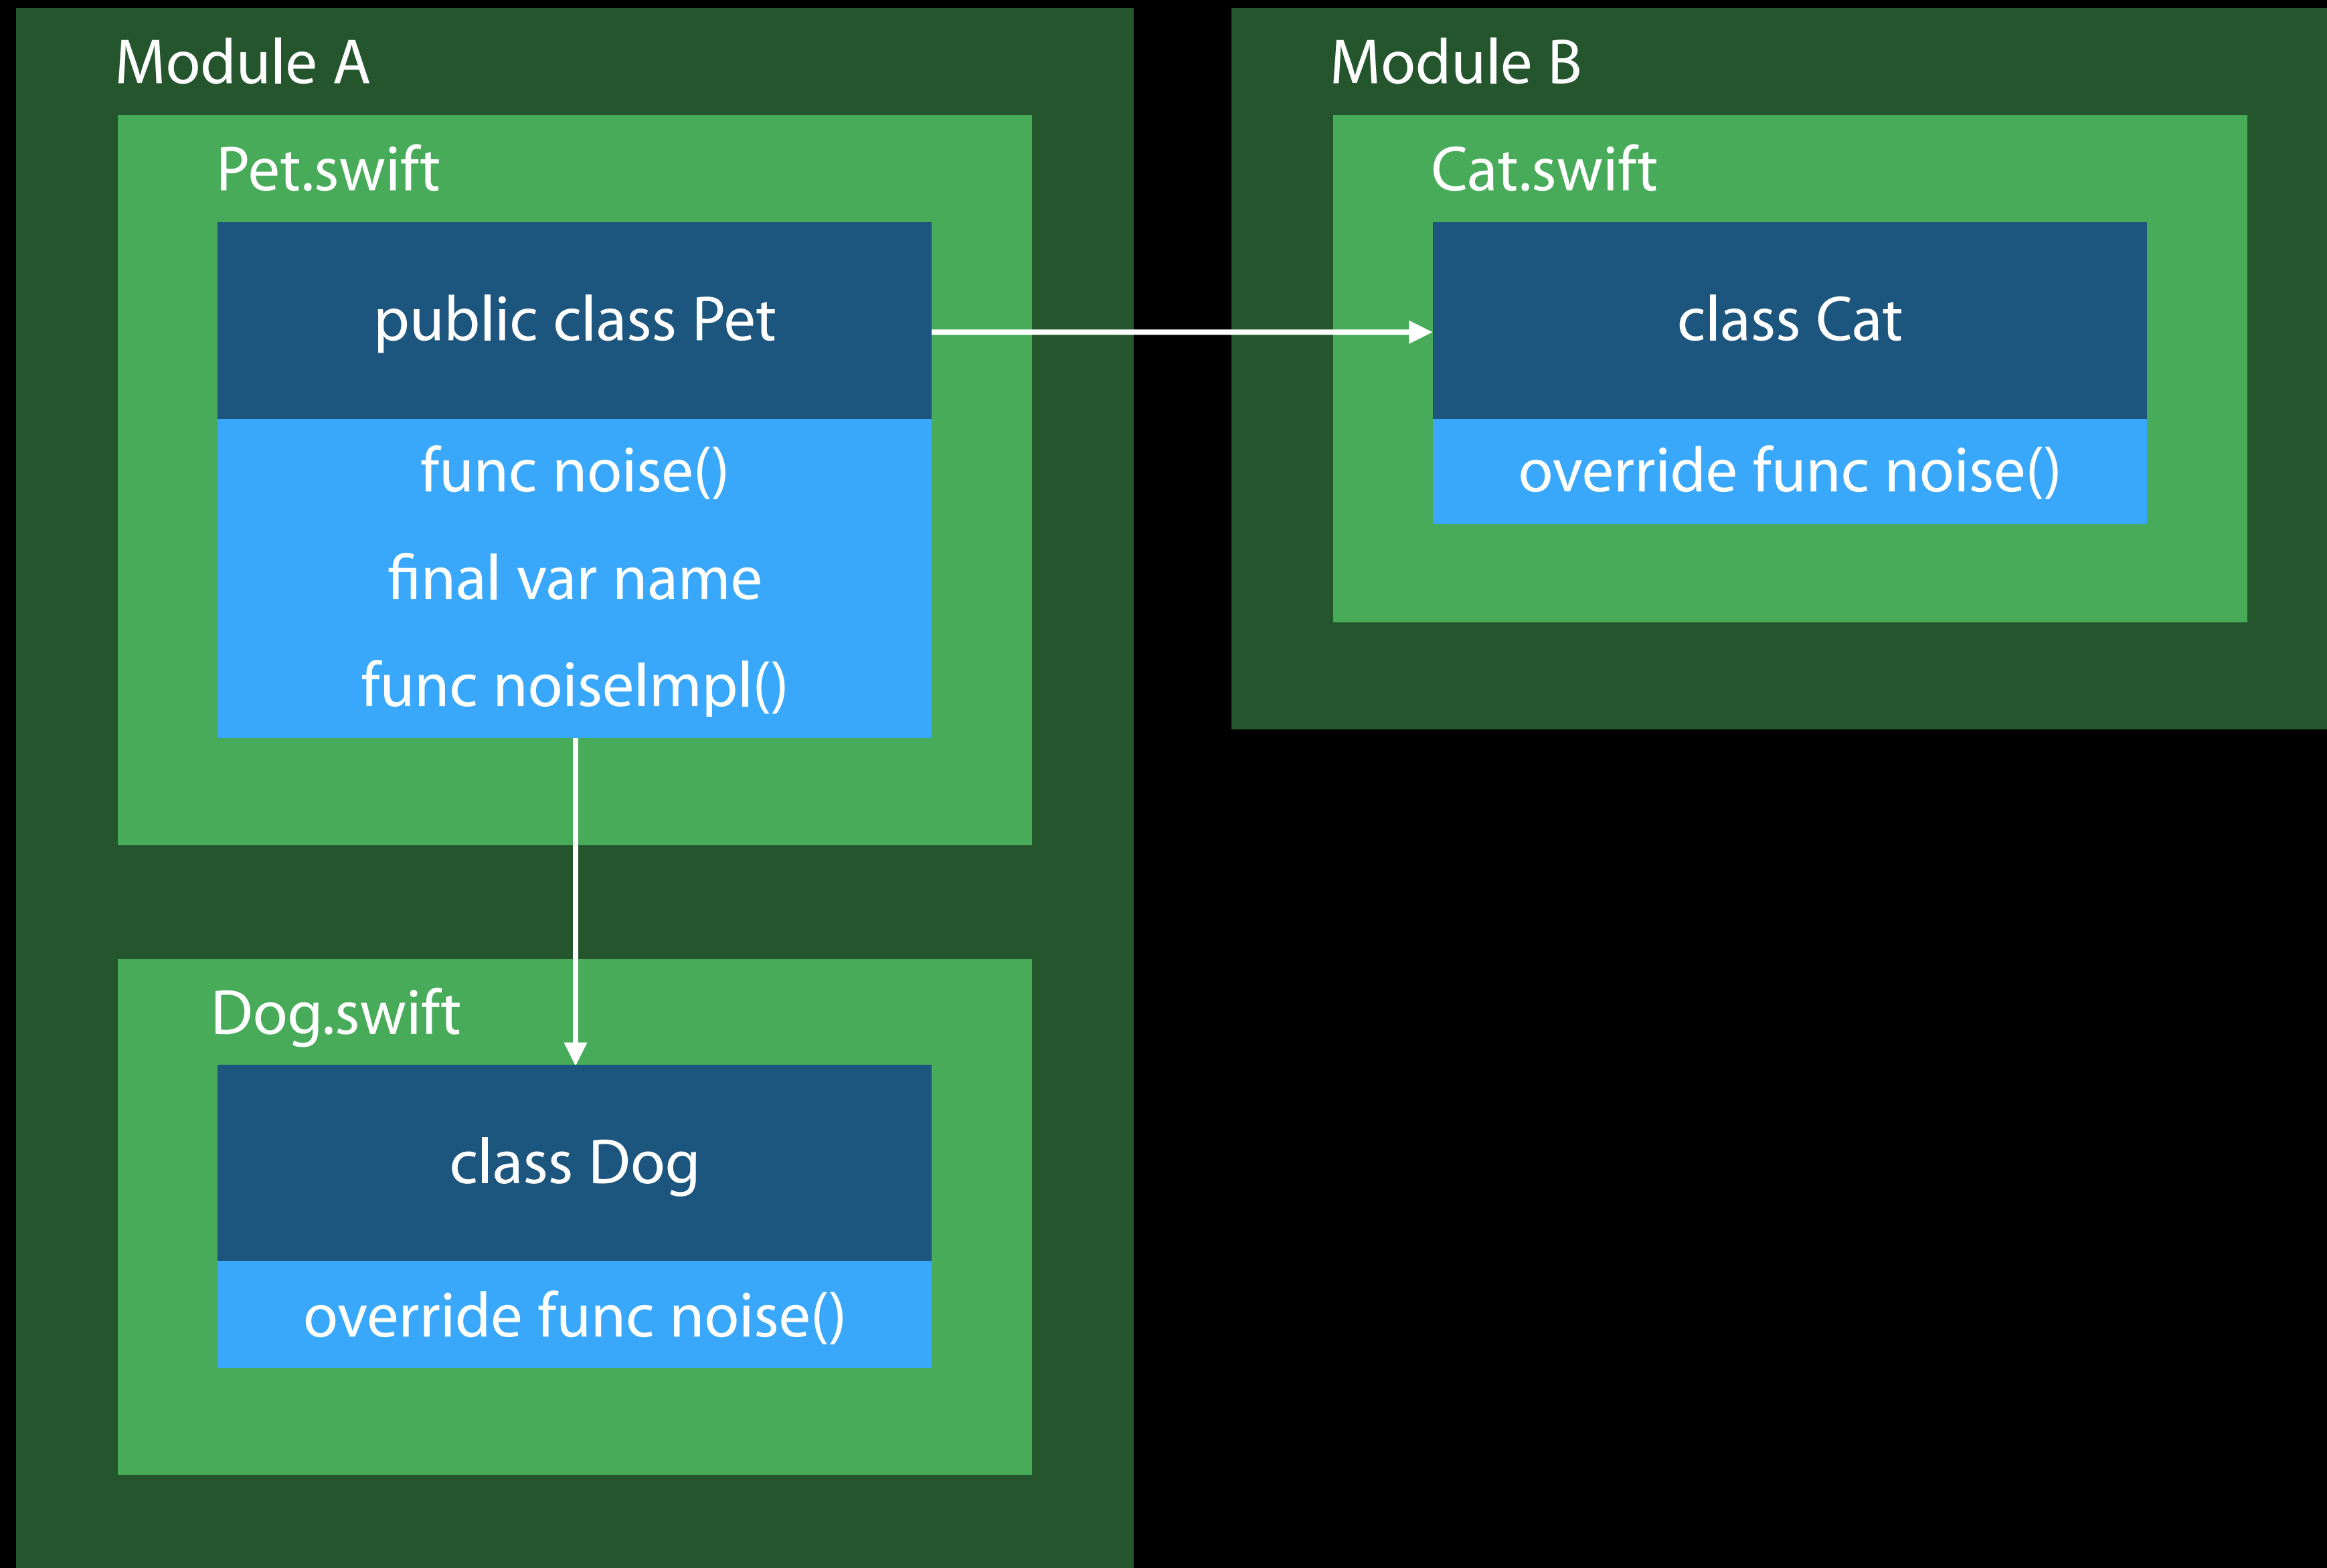 Module A
Pet.swift
public class Pet
func noise()
final var name
func noiseImpl()
Dog.swift
class Dog
override func noise()
Module B
Cat.swift
class Cat
override func noise()